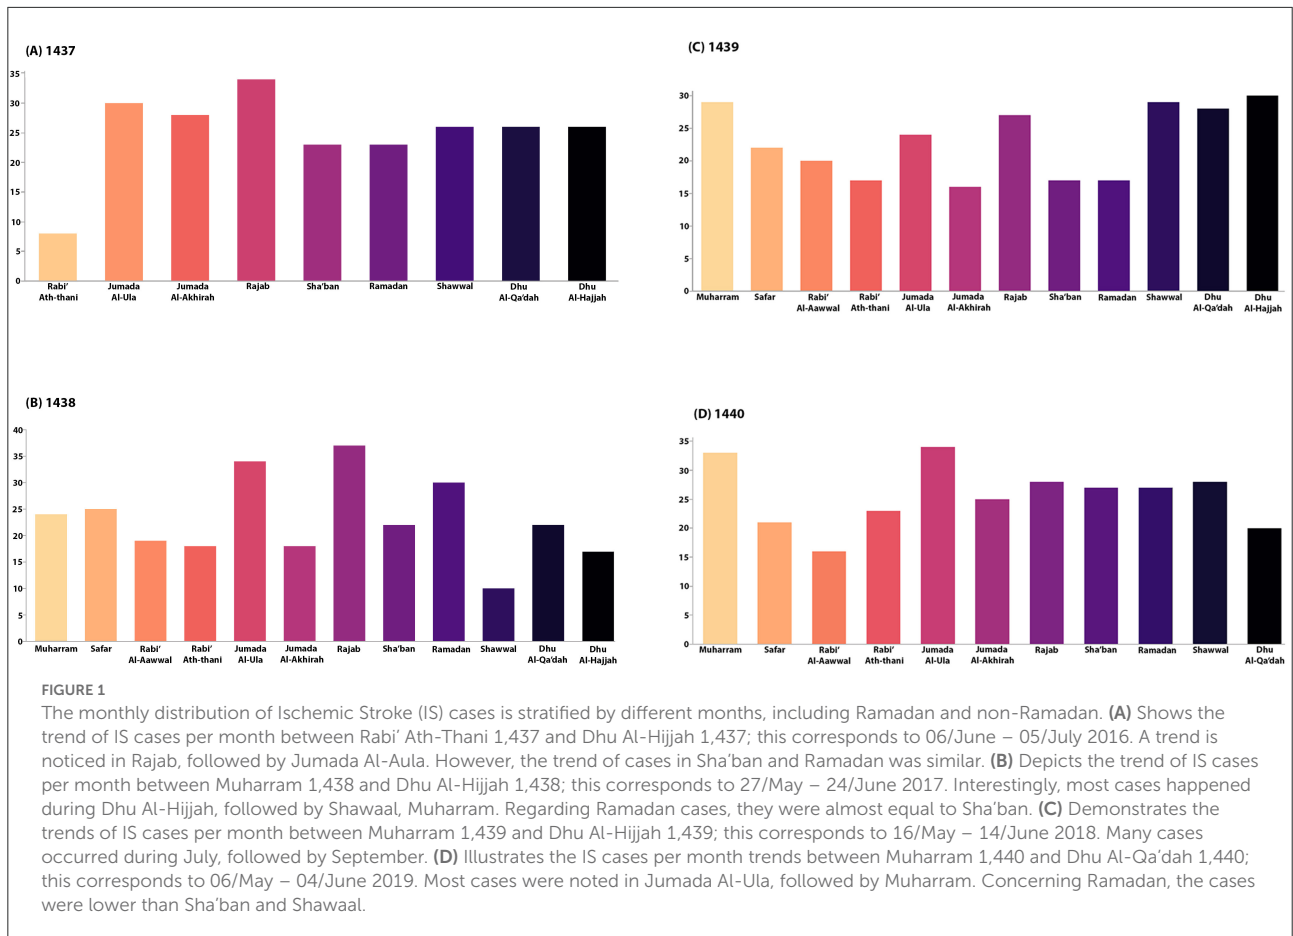 (A) 1437
35
30
25
20
15
10
5
0
Rabi’
Ath-thani
Jumada
Al-Ula
Jumada
Al-Akhirah
Rajab
Sha’ban
Ramadan
Shawwal
Dhu
Al-Qa’dah
Dhu
Al-Hajjah
(C) 1439
30
25
20
15
10
5
0
Muharram
Safar
Rabi’
Al-Aawwal
Rabi’
Ath-thani
Jumada
Al-Ula
Jumada
Al-Akhirah
Rajab
Sha’ban
Ramadan
Shawwal
Dhu
Al-Qa’dah
Dhu
Al-Hajjah
(B) 1438
40
35
30
25
20
15
10
5
0
Muharram
Safar
Rabi’
Al-Aawwal
Rabi’
Ath-thani
Jumada
Al-Ula
Jumada
Al-Akhirah
Rajab
Sha’ban
Ramadan
Shawwal
Dhu
Al-Qa’dah
Dhu
Al-Hajjah
(D) 1440
35
30
25
20
15
10
5
0
Muharram
Safar
Rabi’
Al-Aawwal
Rabi’
Ath-thani
Jumada
Al-Ula
Jumada
Al-Akhirah
Rajab
Sha’ban
Ramadan
Shawwal
Dhu
Al-Qa’dah
FIGURE 1
The monthly distribution of Ischemic Stroke (IS) cases is stratified by different months, including Ramadan and non-Ramadan. (A) Shows the
trend of IS cases per month between Rabi’ Ath-Thani 1,437 and Dhu Al-Hijjah 1,437; this corresponds to 06/June – 05/July 2016. A trend is
noticed in Rajab, followed by Jumada Al-Aula. However, the trend of cases in Sha’ban and Ramadan was similar. (B) Depicts the trend of IS cases
per month between Muharram 1,438 and Dhu Al-Hijjah 1,438; this corresponds to 27/May – 24/June 2017. Interestingly, most cases happened
during Dhu Al-Hijjah, followed by Shawaal, Muharram. Regarding Ramadan cases, they were almost equal to Sha’ban. (C) Demonstrates the
trends of IS cases per month between Muharram 1,439 and Dhu Al-Hijjah 1,439; this corresponds to 16/May – 14/June 2018. Many cases
occurred during July, followed by September. (D) Illustrates the IS cases per month trends between Muharram 1,440 and Dhu Al-Qa’dah 1,440;
this corresponds to 06/May – 04/June 2019. Most cases were noted in Jumada Al-Ula, followed by Muharram. Concerning Ramadan, the cases
were lower than Sha’ban and Shawaal.